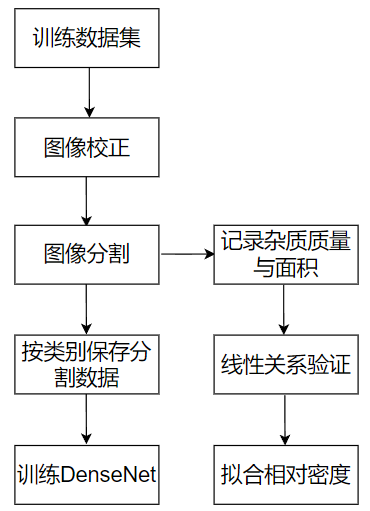 训练数据集
图像校正
图像分割
记录杂质质量
与面积
按类别保存分
割数据
线性关系验证
训练DenseNet
拟合相对密度